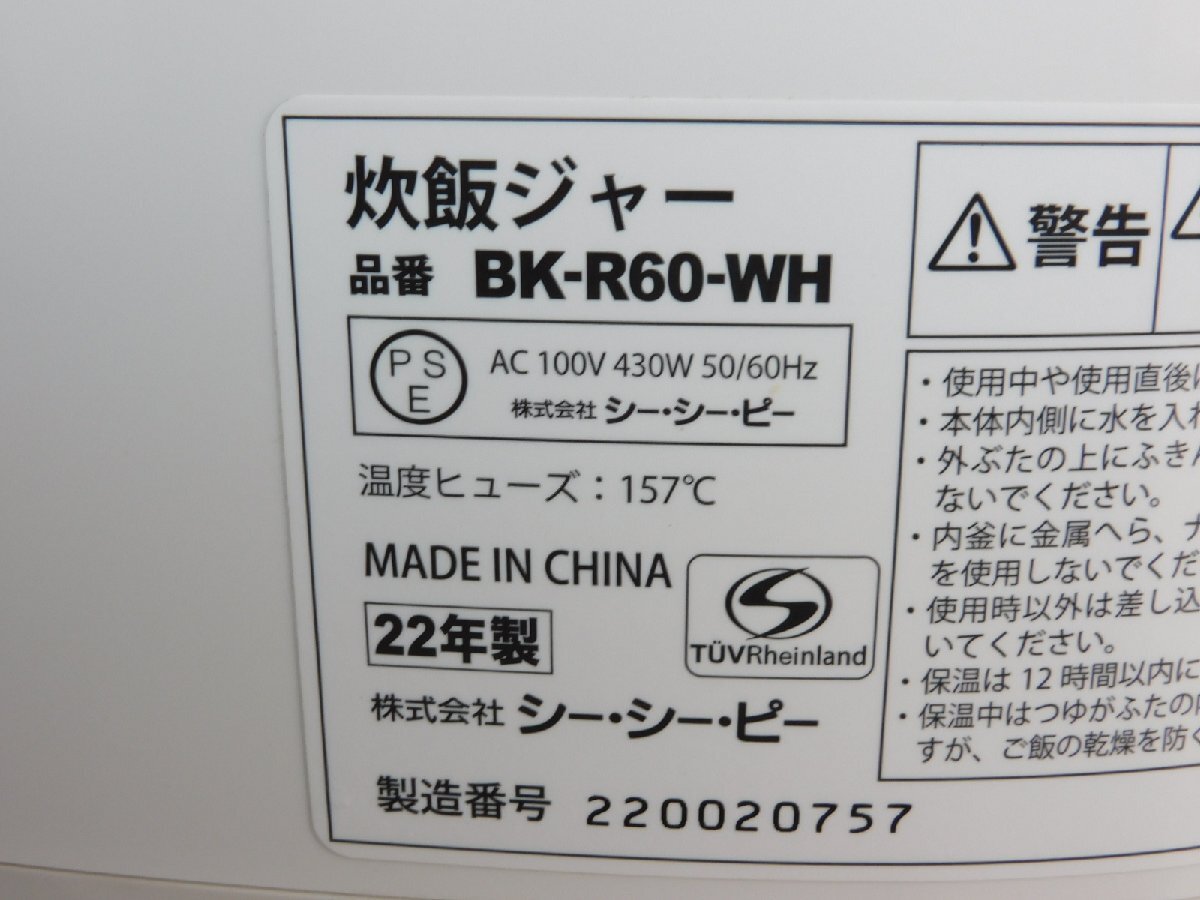 炊飯ジャー
品番 BK-R60-WH
PSE
AC 100V 430W 50/60Hz
株式会社 シー・シー・ピー
温度ヒューズ：157℃
MADE IN CHINA
22年製
TÜVRheinland
株式会社 シー・シー・ピー
製造番号 220020757
警告
・使用中や使用直後
・本体内側に水を入れ
・外ぶたの上にふきん
ないでください。
・内釜に金属へら、
を使用しないでくだ
・使用時以外は差し込
いてください。
・保温は12時間以内に
・保温中はつゆがふたの
すが、ご飯の乾燥を防ぐ